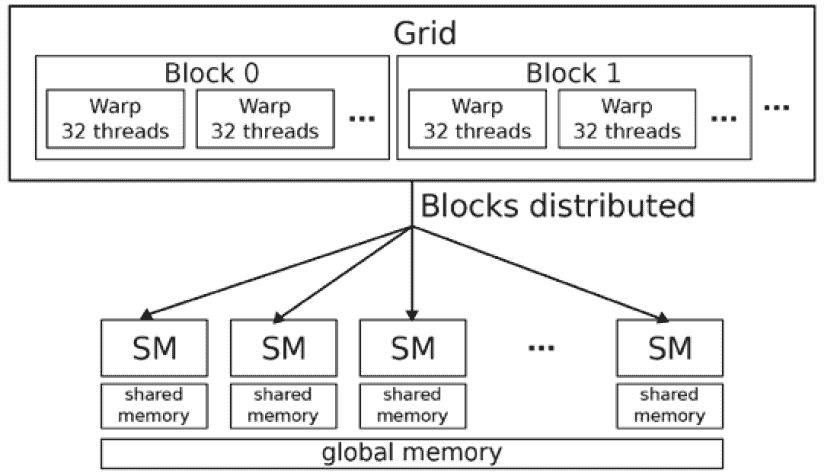 Grid
Block 0
Block 1
Warp
32 threads
Warp
32 threads
...
Warp
32 threads
Warp
32 threads
...
...
Blocks distributed
SM
SM
SM
...
SM
shared
memory
shared
memory
shared
memory
shared
memory
global memory